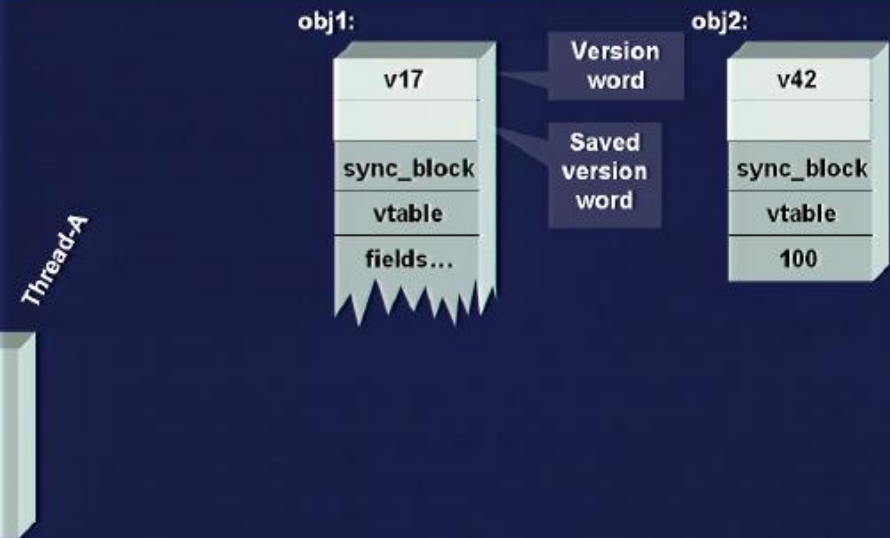 obj1:
obj2:
v17
Version
word
v42
Saved
version
word
sync_block
sync_block
vtable
vtable
fields...
100
Thread-A